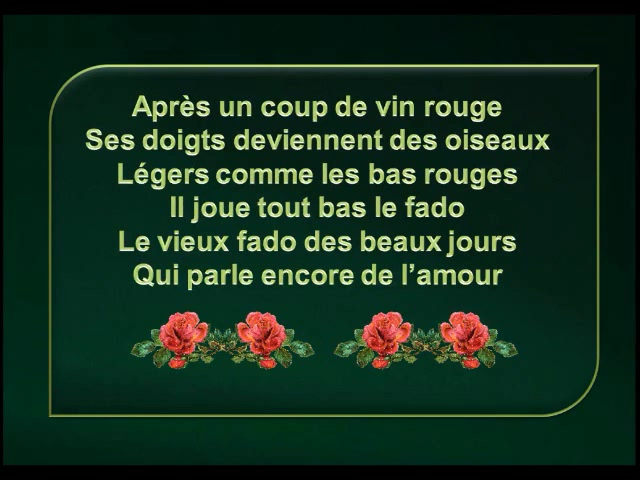 Après un coup de vin rouge
Ses doigts deviennent des oiseaux
Légers comme les bas rouges
Il joue tout bas le fado
Le vieux fado des beaux jours
Qui parle encore de l’amour